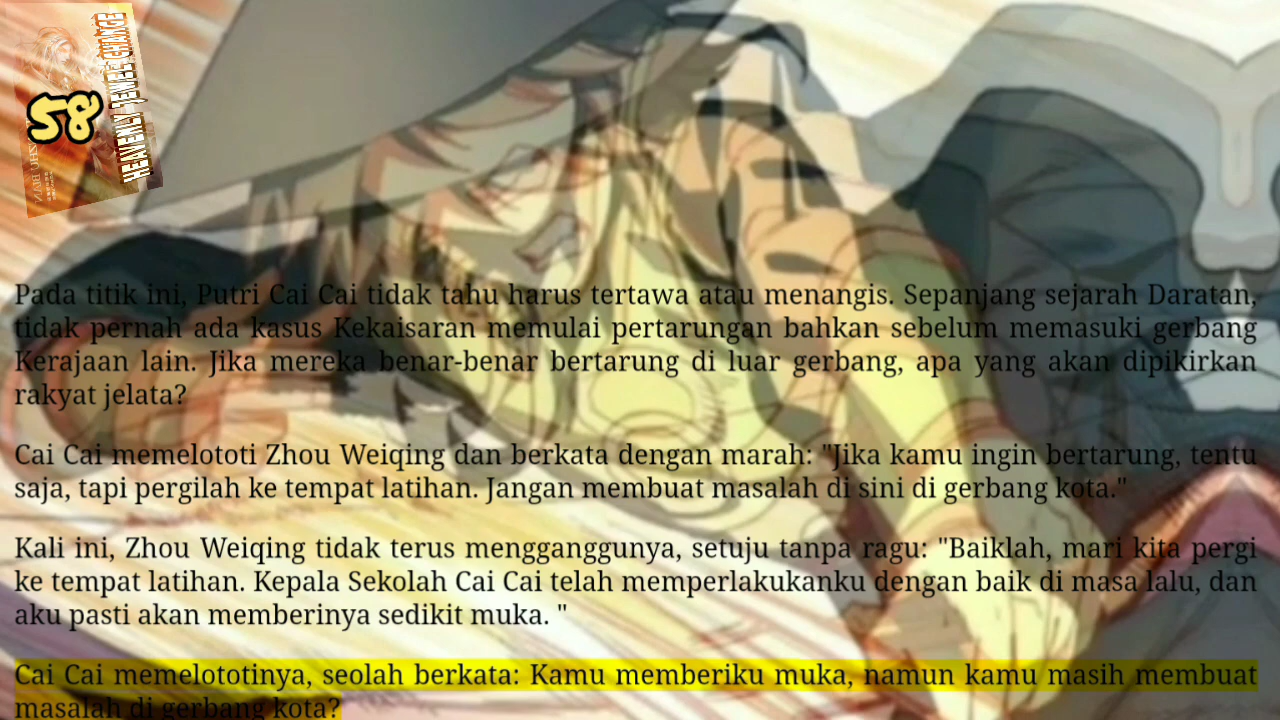 58
HEAVENLY JEWEL CHANGE
Pada titik ini, Putri Cai Cai tidak tahu harus tertawa atau menangis. Sepanjang sejarah Daratan,
tidak pernah ada kasus Kekaisaran memulai pertarungan bahkan sebelum memasuki gerbang
Kerajaan lain. Jika mereka benar-benar bertarung di luar gerbang, apa yang akan dipikirkan
rakyat jelata?
Cai Cai memelototi Zhou Weiqing dan berkata dengan marah: "Jika kamu ingin bertarung, tentu
saja, tapi pergilah ke tempat latihan. Jangan membuat masalah di sini di gerbang kota."
Kali ini, Zhou Weiqing tidak terus mengganggunya, setuju tanpa ragu: "Baiklah, mari kita pergi
ke tempat latihan. Kepala Sekolah Cai Cai telah memperlakukanku dengan baik di masa lalu, dan
aku pasti akan memberinya sedikit muka. "
Cai Cai memelototinya, seolah berkata: Kamu memberiku muka, namun kamu masih membuat
masalah di gerbang kota?